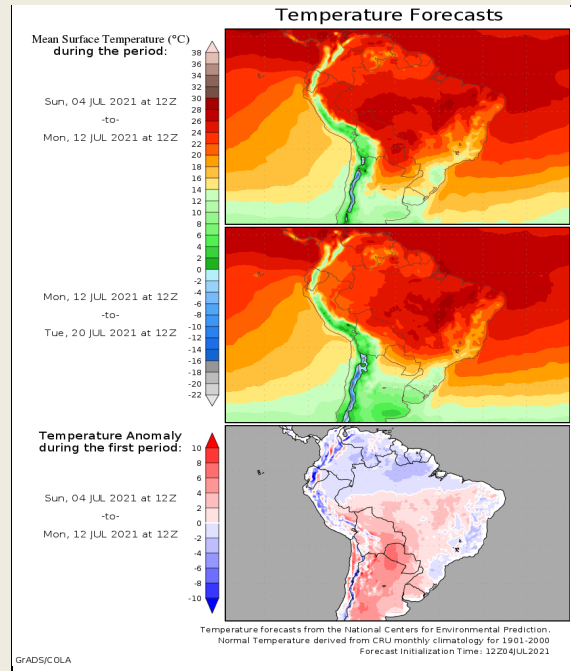 Temperature Forecasts
Mean Surface Temperature (°C)
during the period:
38
36
34
32
30
28
26
24
22
20
18
16
14
12
10
8
6
4
2
0
-2
-4
-6
-8
-10
-12
-14
-16
-18
-20
-22
Sun, 04 JUL 2021 at 12Z
-to-
Mon, 12 JUL 2021 at 12Z
Mon, 12 JUL 2021 at 12Z
-to-
Tue, 20 JUL 2021 at 12Z
Temperature Anomaly
during the first period:
10
8
6
4
2
0
-2
-4
-6
-8
-10
Sun, 04 JUL 2021 at 12Z
-to-
Mon, 12 JUL 2021 at 12Z
Temperature forecasts from the National Centers for Environmental Prediction.
Normal Temperature derived from CRU monthly climatology for 1901-2000
Forecast Initialization Time: 12Z04JUL2021
GrADS/COLA